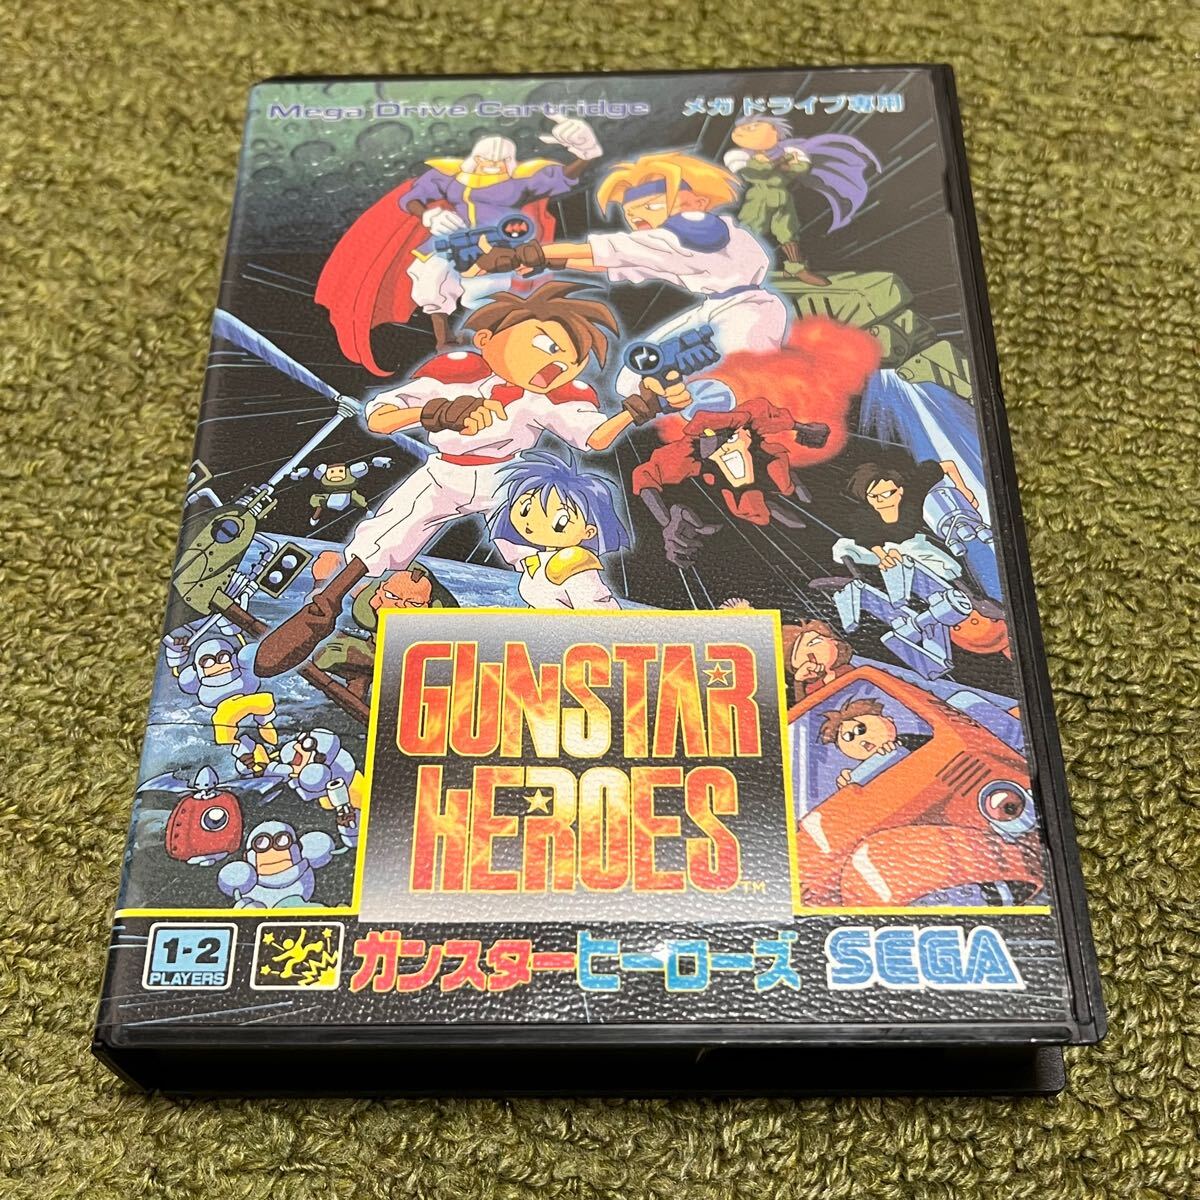 Mega Drive Cartridge
メガドライブ専用
GUNSTAR
HEROES™
1-2
PLAYERS
ガンスターヒーローズ
SEGA